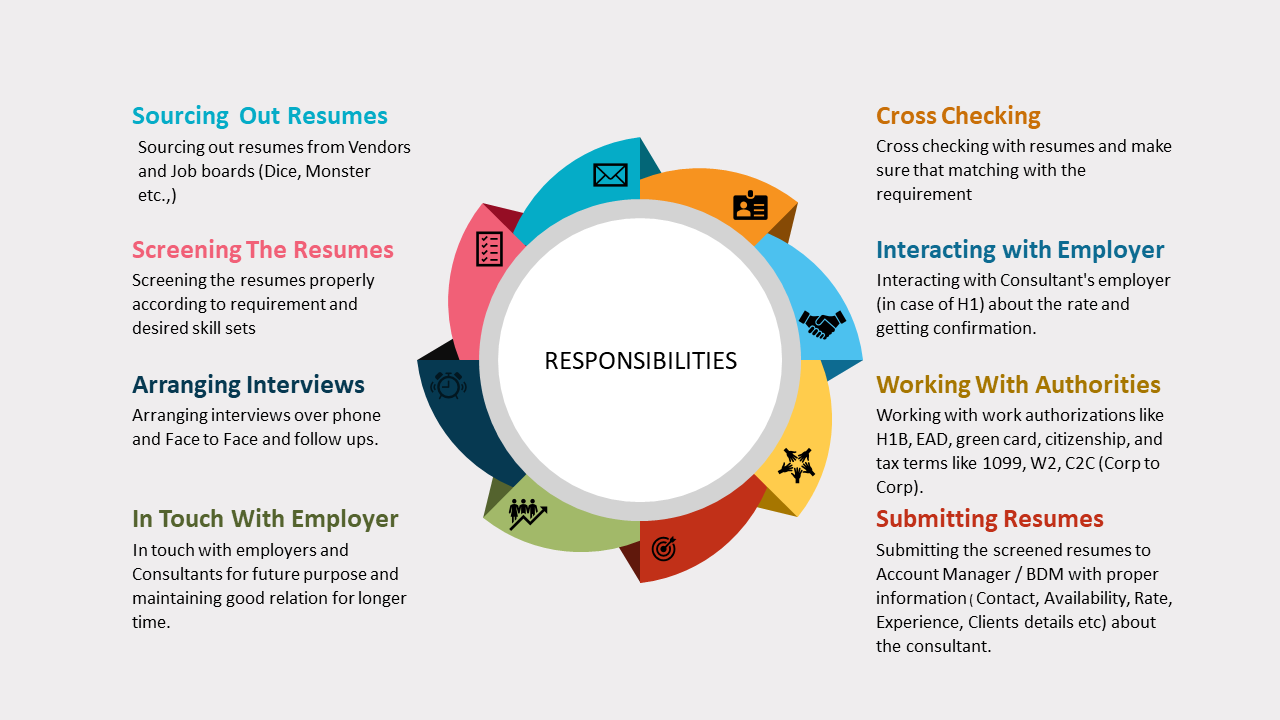 Sourcing Out Resumes
Sourcing out resumes from Vendors
and Job boards (Dice, Monster
etc.,)
Screening The Resumes
Screening the resumes properly
according to requirement and
desired skill sets
Arranging Interviews
Arranging interviews over phone
and Face to Face and follow ups.
In Touch With Employer
In touch with employers and
Consultants for future purpose and
maintaining good relation for longer
time.
RESPONSIBILITIES
Cross Checking
Cross checking with resumes and make
sure that matching with the
requirement
Interacting with Employer
Interacting with Consultant's employer
(in case of H1) about the rate and
getting confirmation.
Working With Authorities
Working with work authorizations like
H1B, EAD, green card, citizenship, and
tax terms like 1099, W2, C2C (Corp to
Corp).
Submitting Resumes
Submitting the screened resumes to
Account Manager / BDM with proper
information ( Contact, Availability, Rate,
Experience, Clients details etc) about
the consultant.